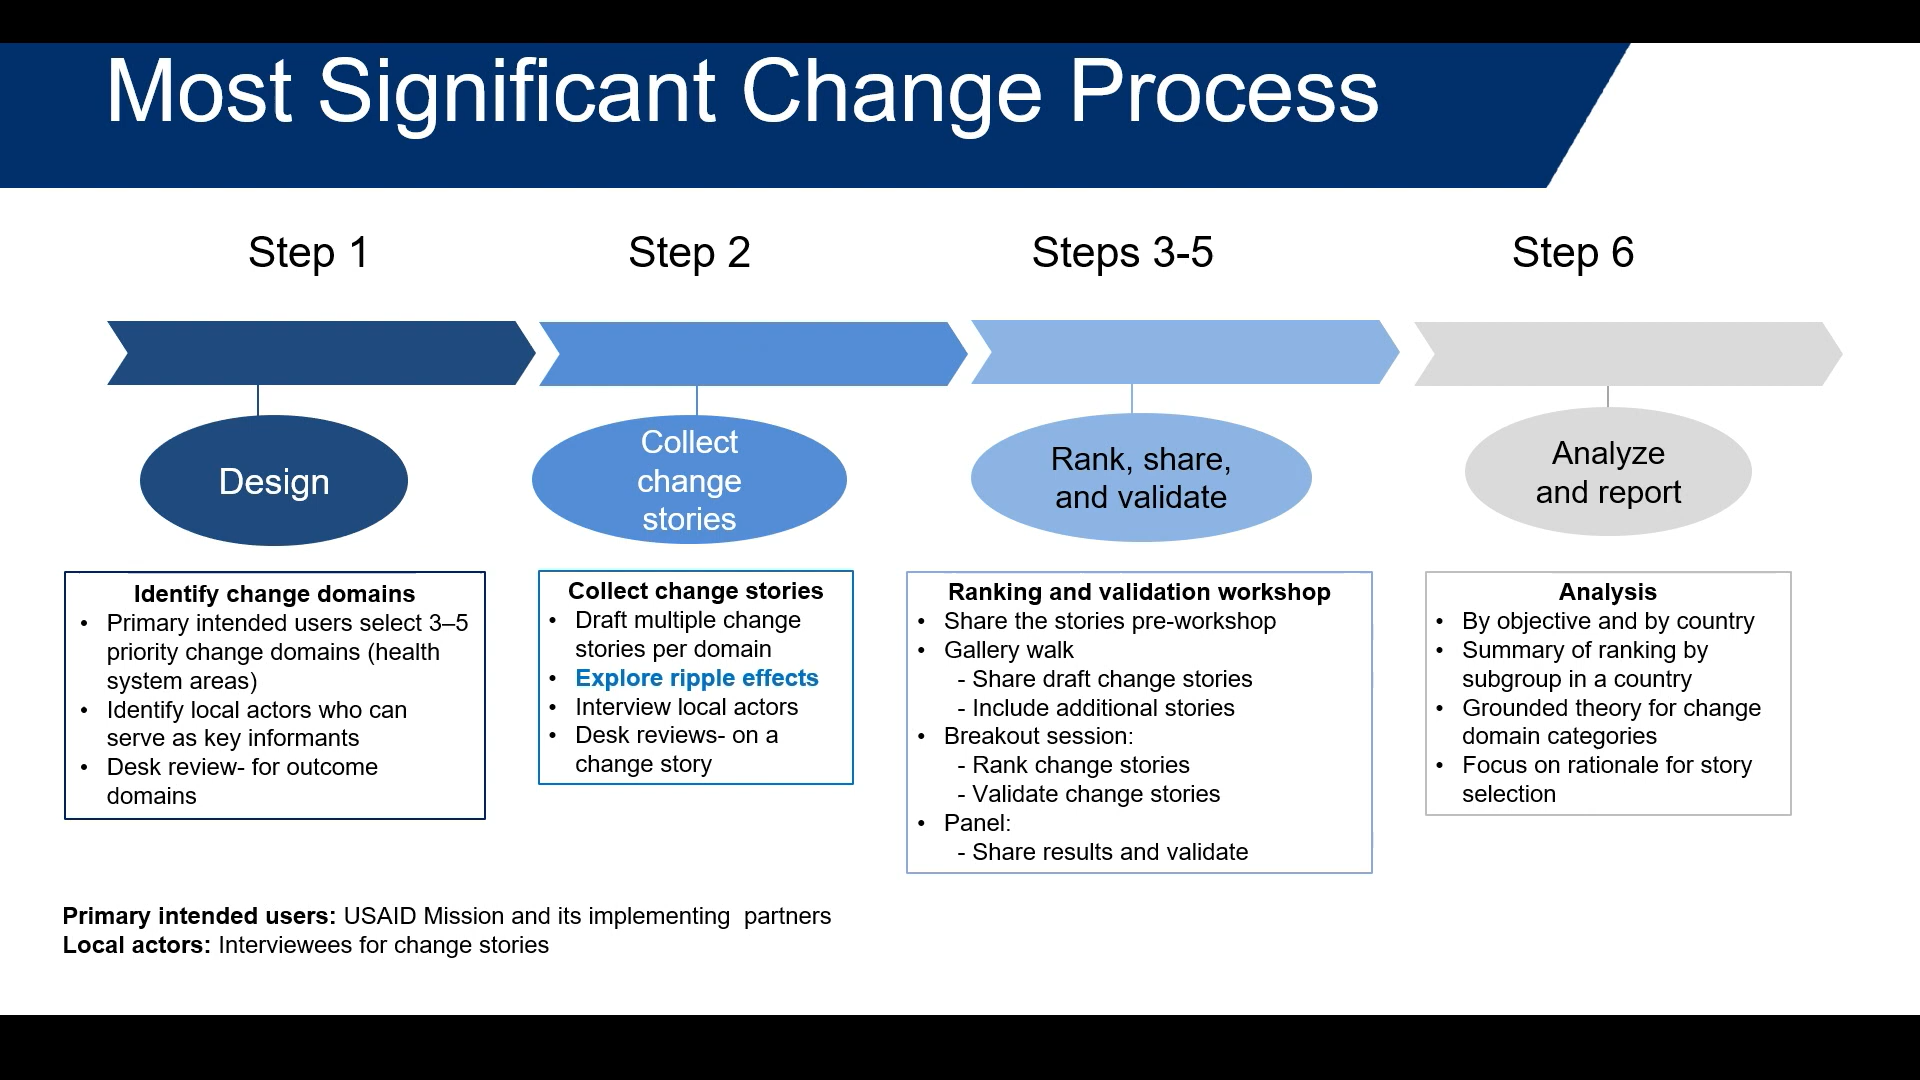 Most Significant Change Process
Step 1
Step 2
Steps 3-5
Step 6
Design
Collect
change
stories
Rank, share,
and validate
Analyze
and report
Identify change domains
• Primary intended users select 3–5
priority change domains (health
system areas)
• Identify local actors who can
serve as key informants
• Desk review- for outcome
domains
Collect change stories
• Draft multiple change
stories per domain
• Explore ripple effects
• Interview local actors
• Desk reviews- on a
change story
Ranking and validation workshop
• Share the stories pre-workshop
• Gallery walk
- Share draft change stories
- Include additional stories
• Breakout session:
- Rank change stories
- Validate change stories
• Panel:
- Share results and validate
Analysis
• By objective and by country
• Summary of ranking by
subgroup in a country
• Grounded theory for change
domain categories
• Focus on rationale for story
selection
Primary intended users: USAID Mission and its implementing  partners
Local actors: Interviewees for change stories